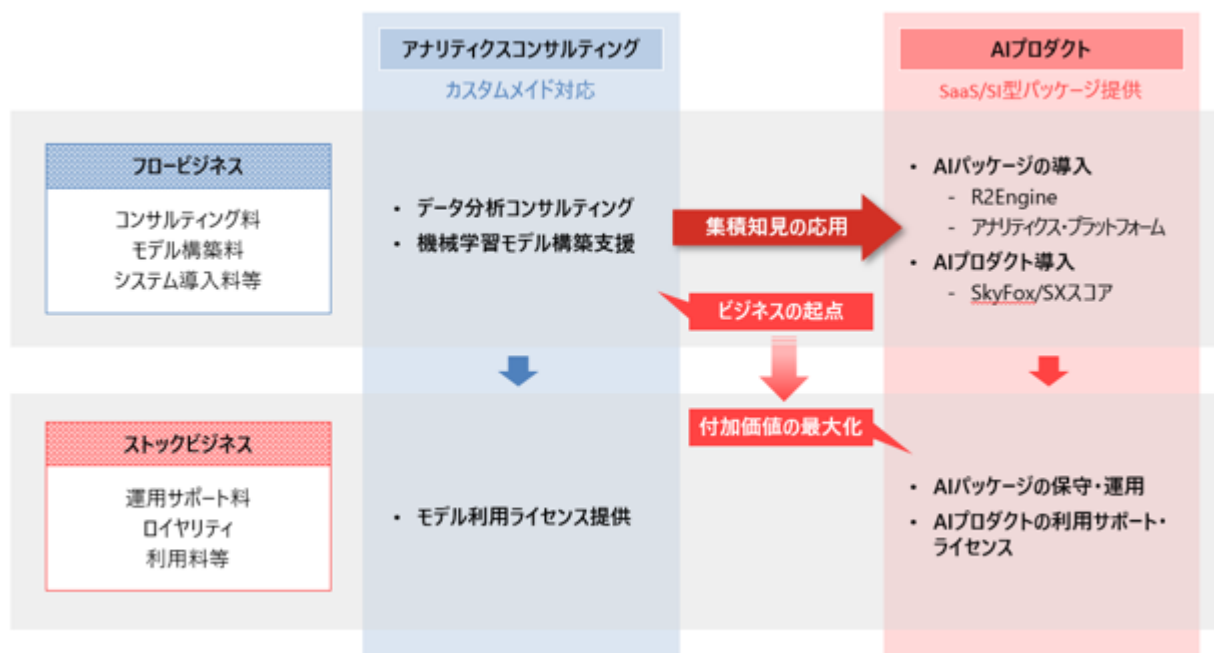 アナリティクスコンサルティング
カスタムメイド対応
AIプロダクト
SaaS/SI型パッケージ提供
フロービジネス
コンサルティング料
モデル構築料
システム導入料等
・ データ分析コンサルティング
・ 機械学習モデル構築支援
集積知見の応用
・ AIパッケージの導入
- R2Engine
- アナリティクス・プラットフォーム
・ AIプロダクト導入
- SkyFox/SXスコア
ビジネスの起点
付加価値の最大化
ストックビジネス
運用サポート料
ロイヤリティ
利用料等
・ モデル利用ライセンス提供
・ AIパッケージの保守・運用
・ AIプロダクトの利用サポート・
ライセンス